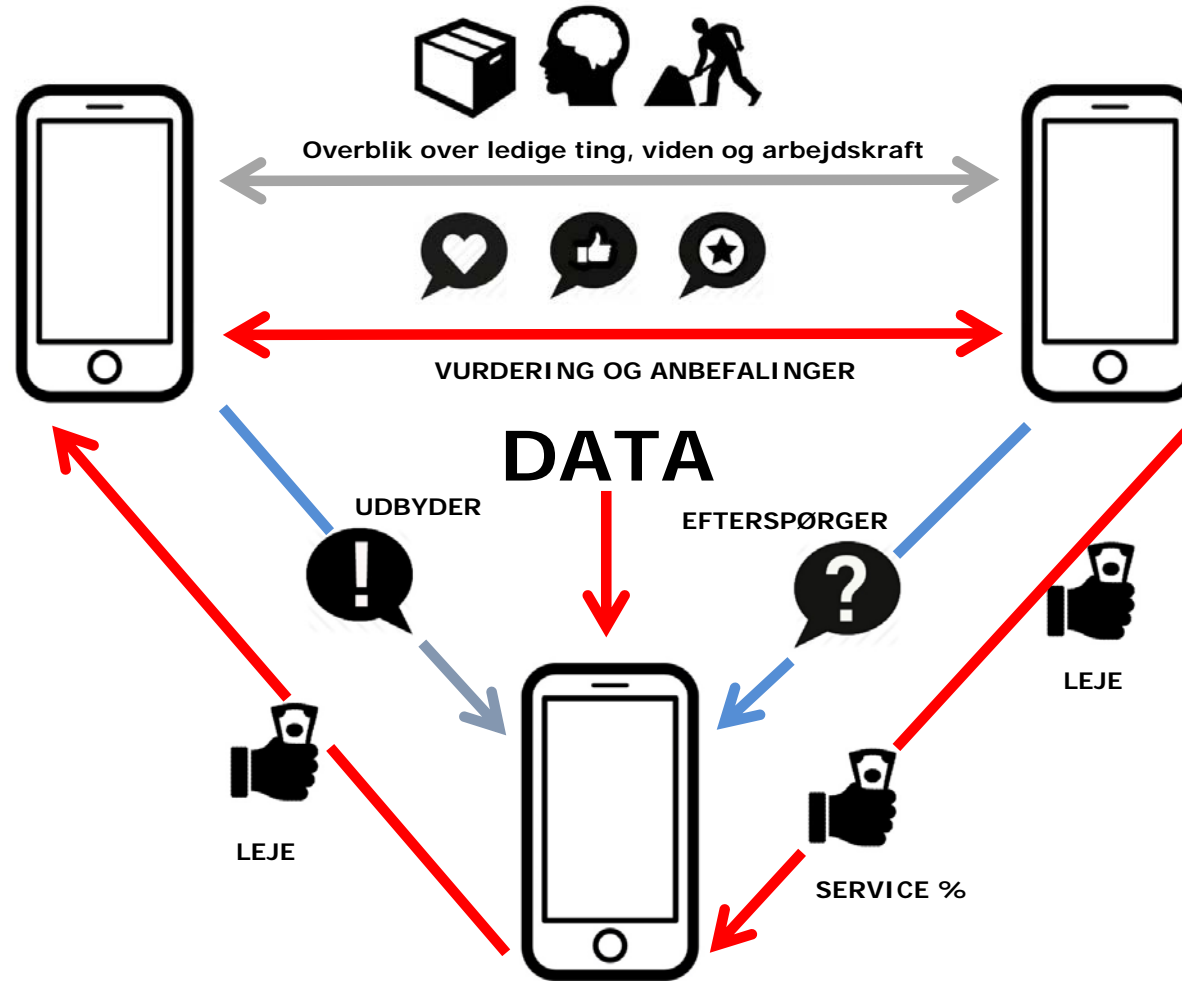 Overblik over ledige ting, viden og arbejdskraft
VURDERING OG ANBEFALINGER
DATA
UDBYDER
EFTERSPØRGER
!
?
LEJE
LEJE
SERVICE %